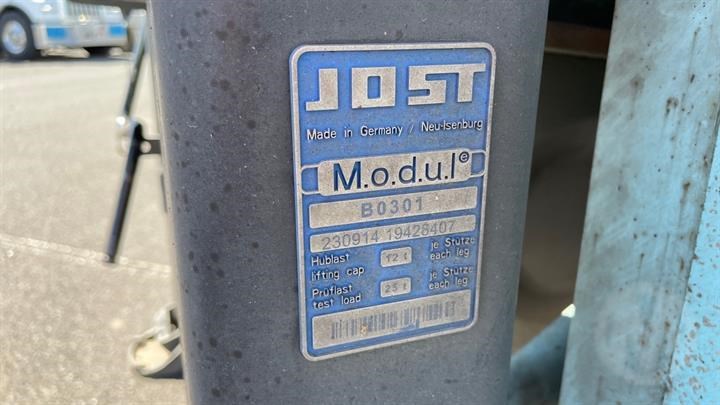 JOST
Made in Germany / Neu-Isenburg
M.o.d.u.l®
B0301
230914 19428407
Hublast 12 t je Stütze
lifting cap each leg
Prüflast 25 t je Stütze
test load each leg